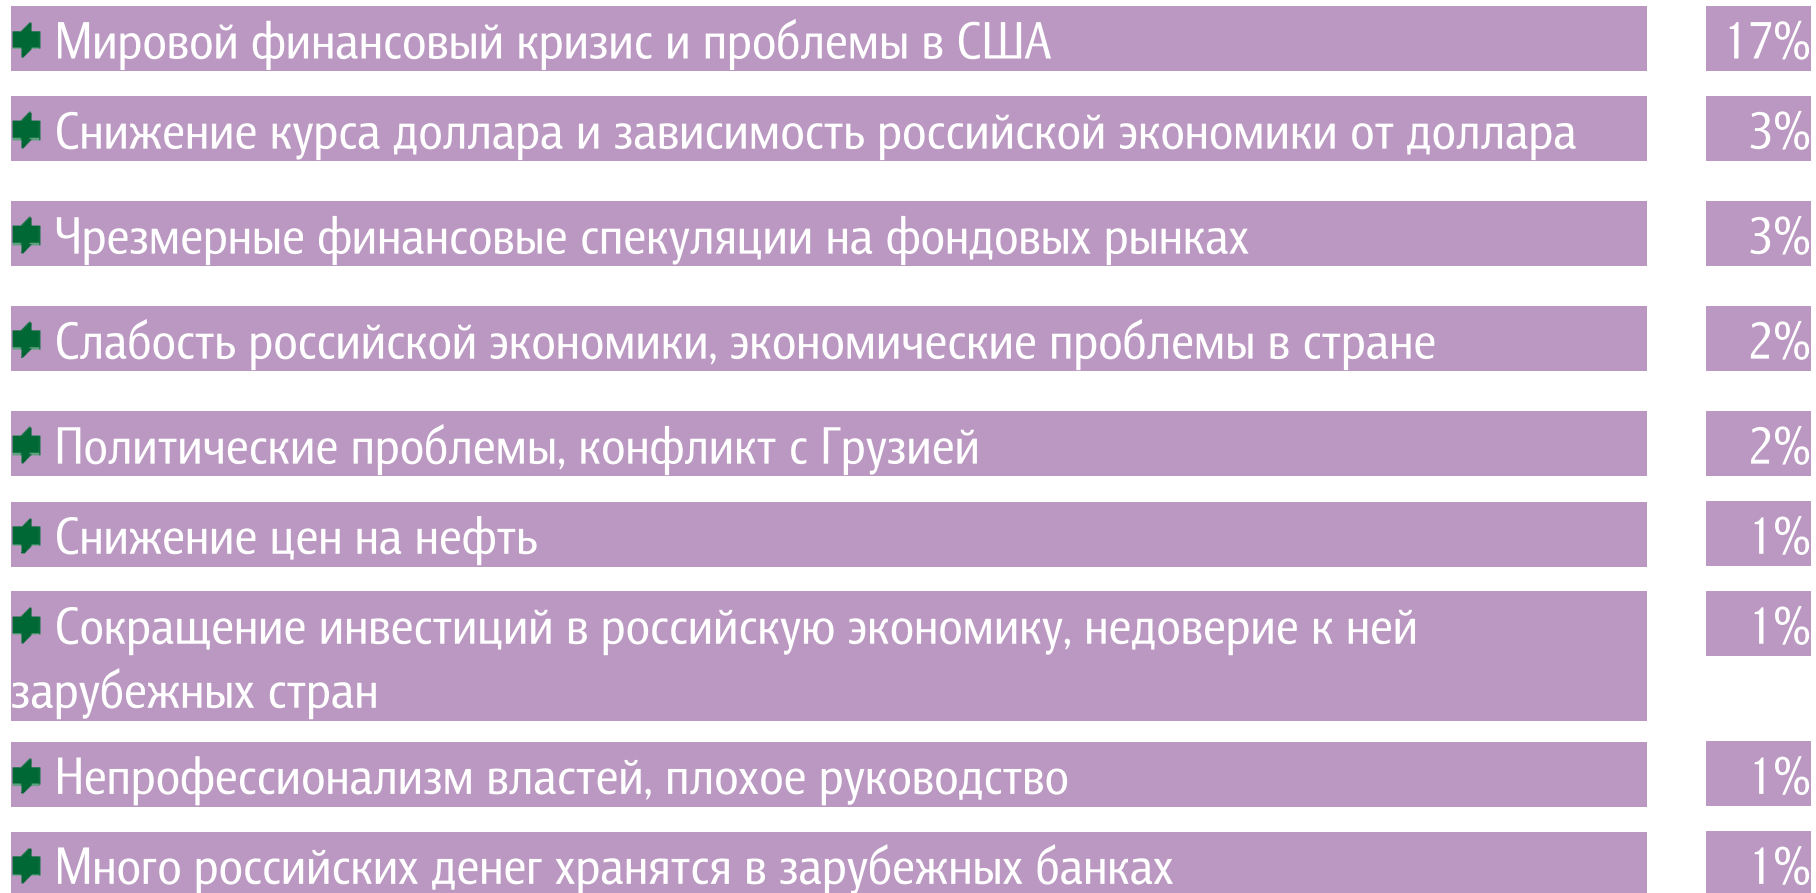 Мировой финансовый кризис и проблемы в США 17%
Снижение курса доллара и зависимость российской экономики от доллара 3%
Чрезмерные финансовые спекуляции на фондовых рынках 3%
Слабость российской экономики, экономические проблемы в стране 2%
Политические проблемы, конфликт с Грузией 2%
Снижение цен на нефть 1%
Сокращение инвестиций в российскую экономику, недоверие к ней 1%
зарубежных стран
Непрофессионализм властей, плохое руководство 1%
Много российских денег хранятся в зарубежных банках 1%